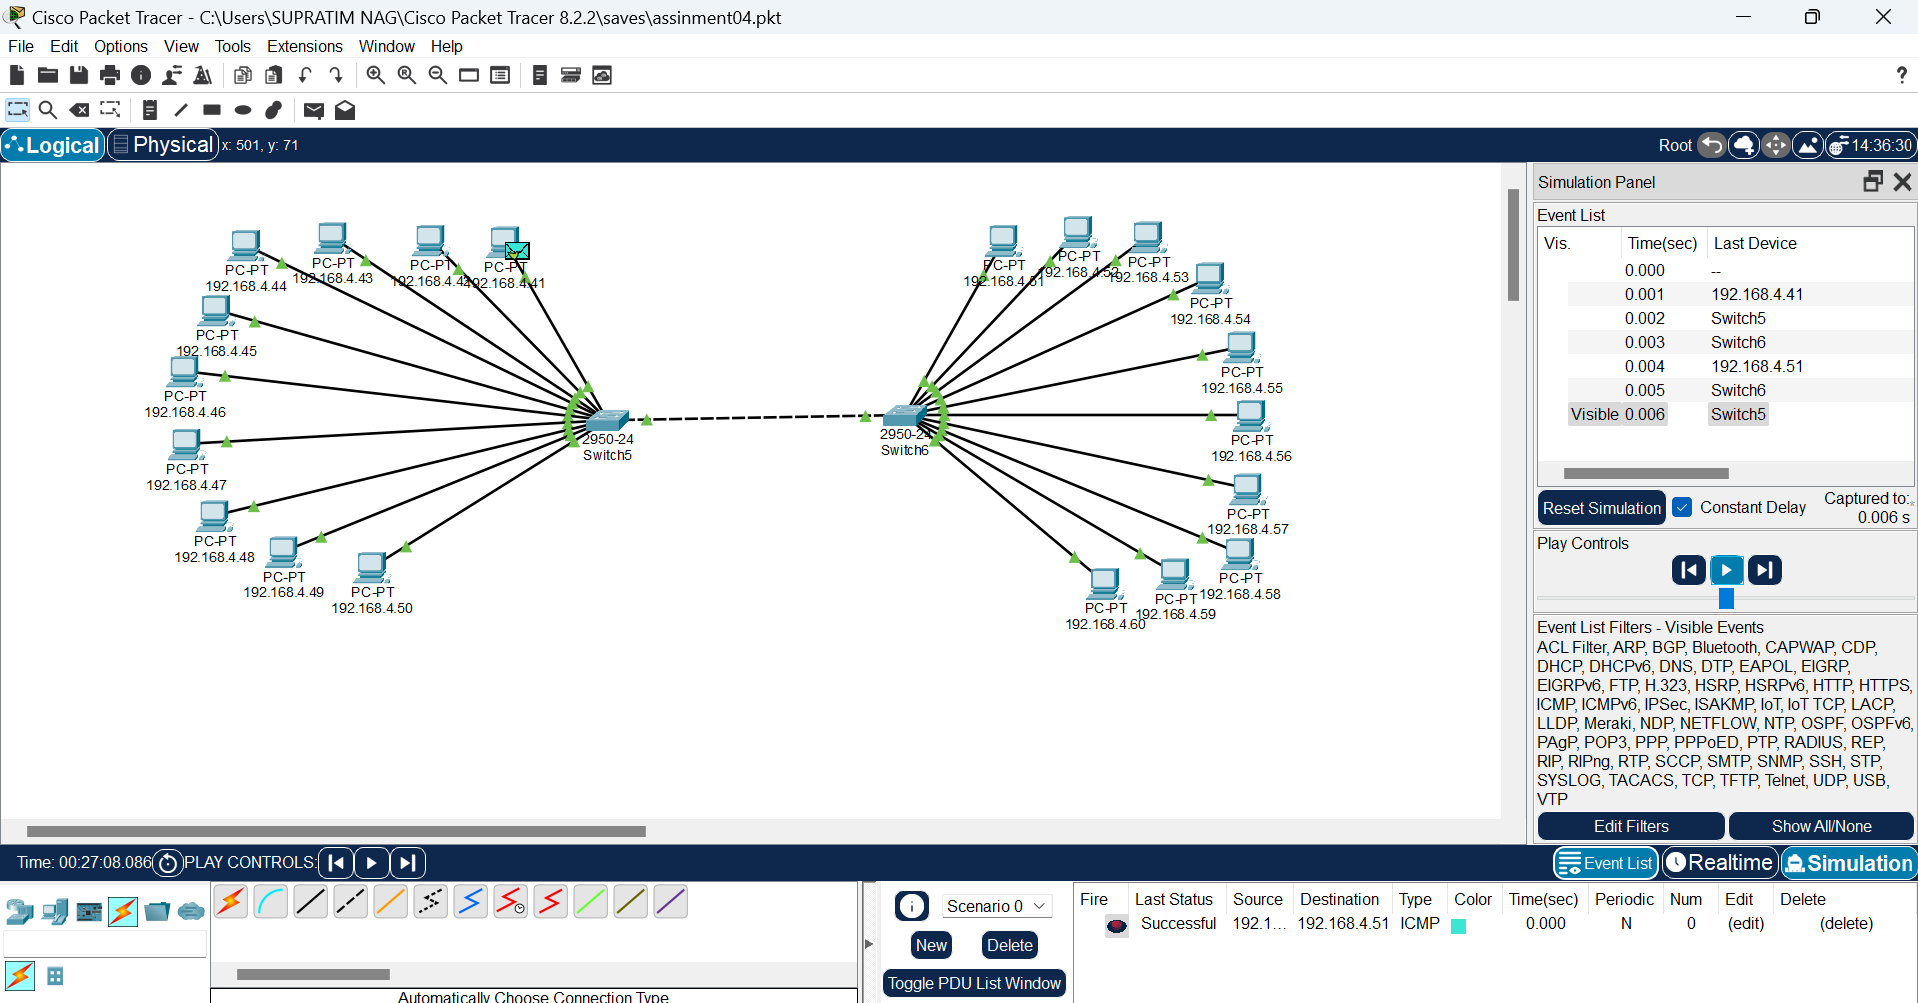 Cisco Packet Tracer - C:\Users\SUPRATIM NAG\Cisco Packet Tracer 8.2.2\saves\assinment04.pkt
File Edit Options View Tools Extensions Window Help
?
Logical Physical x: 501, y: 71 Root 14:36:30
PC-PT
192.168.4.44
PC-PT
192.168.4.43
PC-PT
192.168.4.42
PC-PT
192.168.4.41
PC-PT
192.168.4.45
PC-PT
192.168.4.46
PC-PT
192.168.4.47
PC-PT
192.168.4.48
PC-PT
192.168.4.49
PC-PT
192.168.4.50
2950-24
Switch5
2950-24
Switch6
PC-PT
192.168.4.51
PC-PT
192.168.4.52
PC-PT
192.168.4.53
PC-PT
192.168.4.54
PC-PT
192.168.4.55
PC-PT
192.168.4.56
PC-PT
192.168.4.57
PC-PT
192.168.4.58
PC-PT
192.168.4.59
PC-PT
192.168.4.60
Simulation Panel
Event List
Vis. Time(sec) Last Device
0.000 --
0.001 192.168.4.41
0.002 Switch5
0.003 Switch6
0.004 192.168.4.51
0.005 Switch6
Visible 0.006 Switch5
Reset Simulation Constant Delay Captured to:
0.006 s
Play Controls
Event List Filters - Visible Events
ACL Filter, ARP, BGP, Bluetooth, CAPWAP, CDP,
DHCP, DHCPv6, DNS, DTP, EAPOL, EIGRP,
EIGRPv6, FTP, H.323, HSRP, HSRPv6, HTTP, HTTPS,
ICMP, ICMPv6, IPSec, ISAKMP, IoT, IoT TCP, LACP,
LLDP, Meraki, NDP, NETFLOW, NTP, OSPF, OSPFv6,
PAgP, POP3, PPP, PPPoED, PTP, RADIUS, REP,
RIP, RIPng, RTP, SCCP, SMTP, SNMP, SSH, STP,
SYSLOG, TACACS, TCP, TFTP, Telnet, UDP, USB,
VTP
Edit Filters Show All/None
Time: 00:27:08.086 PLAY CONTROLS: Event List Realtime Simulation
Scenario 0
New Delete
Toggle PDU List Window
Fire Last Status Source Destination Type Color Time(sec) Periodic Num Edit Delete
Successful 192.1... 192.168.4.51 ICMP 0.000 N 0 (edit) (delete)
Automatically Choose Connection Type